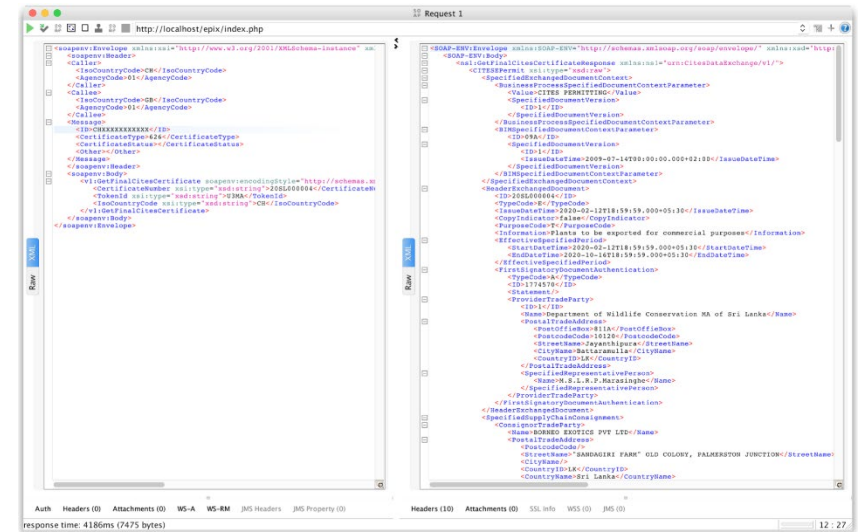 Request 1
http://localhost/epix/index.php
<soapenv:Envelope xmlns:xsi="http://www.w3.org/2001/XMLSchema-instance" xm
<soapenv:Header>
<Caller>
<IsoCountryCode>CH</IsoCountryCode>
<AgencyCode>01</AgencyCode>
</Caller>
<Callee>
<IsoCountryCode>GB</IsoCountryCode>
<AgencyCode>01</AgencyCode>
</Callee>
<Message>
<ID>CHXXXXXXXXXXX</ID>
<CertificateType>626</CertificateType>
<CertificateStatus></CertificateStatus>
<Other></Other>
</Message>
</soapenv:Header>
<soapenv:Body>
<v1:GetFinalCitesCertificate soapenv:encodingStyle="http://schemas.xm
<CertificateNumber xsi:type="xsd:string">20SL000004</CertificateN
<TokenId xsi:type="xsd:string">U3MA</TokenId>
<IsoCountryCode xsi:type="xsd:string">CH</IsoCountryCode>
</v1:GetFinalCitesCertificate>
</soapenv:Body>
</soapenv:Envelope>
XML
Raw
<SOAP-ENV:Envelope xmlns:SOAP-ENV="http://schemas.xmlsoap.org/soap/envelope/" xmlns:xsd="http:
<SOAP-ENV:Body>
<ns1:GetFinalCitesCertificateResponse xmlns:ns1="urn:CitesDataExchange/v1/">
<CITESEPermit xsi:type="xsd:raw">
<SpecifiedExchangedDocumentContext>
<BusinessProcessSpecifiedDocumentContextParameter>
<Value>CITES PERMITTING</Value>
<SpecifiedDocumentVersion>
<ID>1</ID>
</SpecifiedDocumentVersion>
</BusinessProcessSpecifiedDocumentContextParameter>
<BIMSpecifiedDocumentContextParameter>
<ID>09A</ID>
<SpecifiedDocumentVersion>
<ID>1</ID>
<IssueDateTime>2009-07-14T00:00:00.000+02:00</IssueDateTime>
</SpecifiedDocumentVersion>
</BIMSpecifiedDocumentContextParameter>
</SpecifiedExchangedDocumentContext>
<HeaderExchangedDocument>
<ID>20SL000004</ID>
<TypeCode>E</TypeCode>
<IssueDateTime>2020-02-12T18:59:59.000+05:30</IssueDateTime>
<CopyIndicator>false</CopyIndicator>
<PurposeCode>T</PurposeCode>
<Information>Plants to be exported for commercial purposes</Information>
<EffectiveSpecifiedPeriod>
<StartDateTime>2020-02-12T18:59:59.000+05:30</StartDateTime>
<EndDateTime>2020-10-16T18:59:59.000+05:30</EndDateTime>
</EffectiveSpecifiedPeriod>
<FirstSignatoryDocumentAuthentication>
<TypeCode>A</TypeCode>
<ID>1774570</ID>
<Statement/>
<ProviderTradeParty>
<ID>1</ID>
<Name>Department of Wildlife Conservation MA of Sri Lanka</Name>
<PostalTradeAddress>
<PostOffieBox>811A</PostOffieBox>
<PostcodeCode>10120</PostcodeCode>
<StreetName>Jayanthipura</StreetName>
<CityName>Battaramulla</CityName>
<CountryID>LK</CountryID>
</PostalTradeAddress>
<SpecifiedRepresentativePerson>
<Name>M.S.L.R.P.Marasinghe</Name>
</SpecifiedRepresentativePerson>
</ProviderTradeParty>
</FirstSignatoryDocumentAuthentication>
</HeaderExchangedDocument>
<SpecifiedSupplyChainConsignment>
<ConsignorTradeParty>
<Name>BORNEO EXOTICS PVT LTD</Name>
<PostalTradeAddress>
<PostcodeCode/>
<StreetName>"SANDAGINI FARM" OLD COLONY, PALMERSTON JUNCTION</StreetName>
<CityName/>
<CountryID>LK</CountryID>
<CountryName>Sri Lanka</CountryName>
XML
Raw
Auth Headers (0) Attachments (0) WS-A WS-RM JMS Headers JMS Property (0)
Headers (10) Attachments (0) SSL Info WSS (0) JMS (0)
response time: 4186ms (7475 bytes)
12 : 27